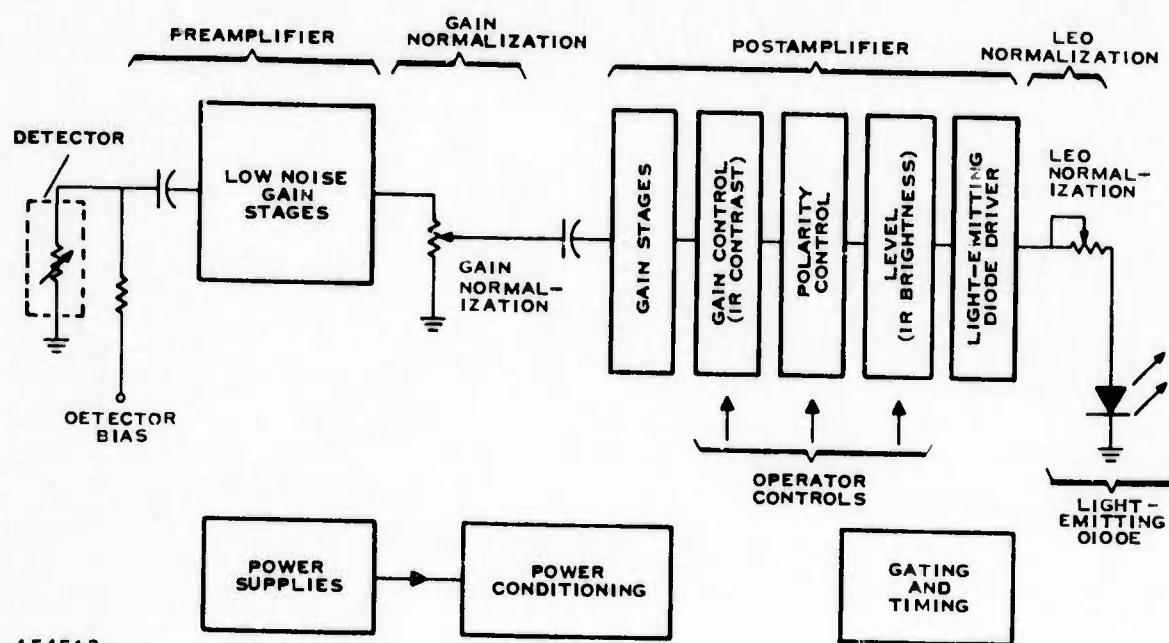 PREAMPLIFIER
GAIN
NORMALIZATION
POSTAMPLIFIER
LEO
NORMALIZATION
DETECTOR
LOW NOISE
GAIN
STAGES
GAIN
NORMAL-
IZATION
GAIN STAGES
GAIN CONTROL
(IR CONTRAST)
POLARITY
CONTROL
LEVEL
(IR BRIGHTNESS)
LIGHT-EMITTING
DIODE DRIVER
LEO
NORMAL-
IZATION
DETECTOR
BIAS
OPERATOR
CONTROLS
LIGHT-
EMITTING
DIODE
POWER
SUPPLIES
POWER
CONDITIONING
GATING
AND
TIMING